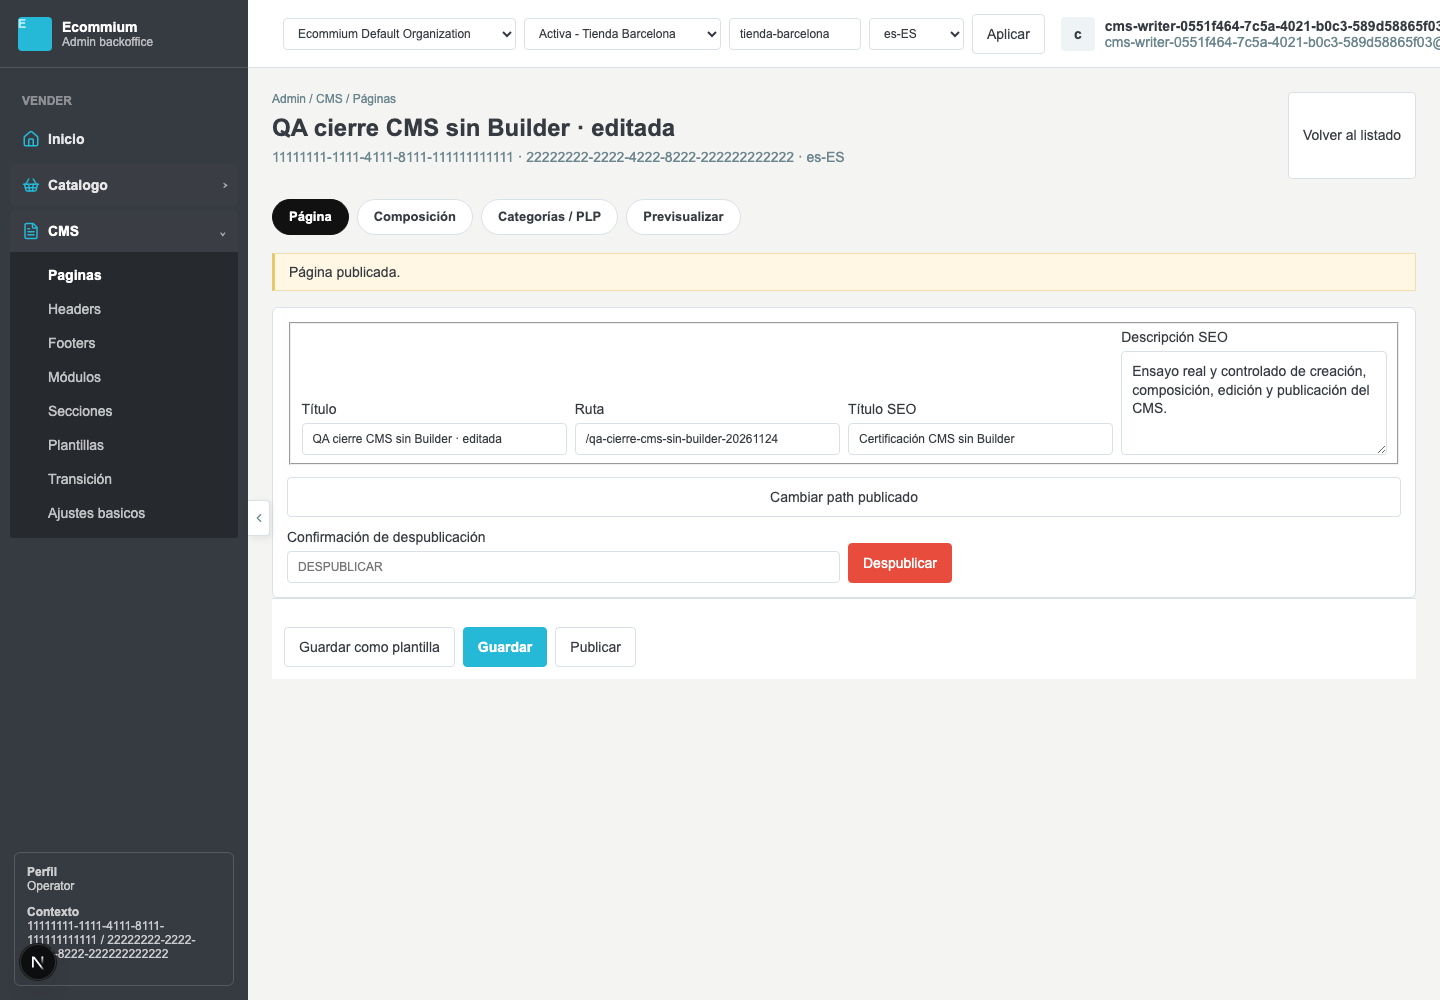 E
Ecommium
Admin backoffice
VENDER
Inicio
Catalogo
CMS
Paginas
Headers
Footers
Módulos
Secciones
Plantillas
Transición
Ajustes basicos
Perfil
Operator
Contexto
11111111-1111-4111-8111-
111111111111 / 22222222-2222-
-8222-222222222222
N
Ecommium Default Organization
Activa - Tienda Barcelona
tienda-barcelona
es-ES
Aplicar
c
cms-writer-0551f464-7c5a-4021-b0c3-589d58865f03
cms-writer-0551f464-7c5a-4021-b0c3-589d58865f03@
Admin / CMS / Páginas
QA cierre CMS sin Builder · editada
11111111-1111-4111-8111-111111111111 · 22222222-2222-4222-8222-222222222222 · es-ES
Volver al listado
Página
Composición
Categorías / PLP
Previsualizar
Página publicada.
Título
QA cierre CMS sin Builder · editada
Ruta
/qa-cierre-cms-sin-builder-20261124
Título SEO
Certificación CMS sin Builder
Descripción SEO
Ensayo real y controlado de creación,
composición, edición y publicación del
CMS.
Cambiar path publicado
Confirmación de despublicación
DESPUBLICAR
Despublicar
Guardar como plantilla
Guardar
Publicar